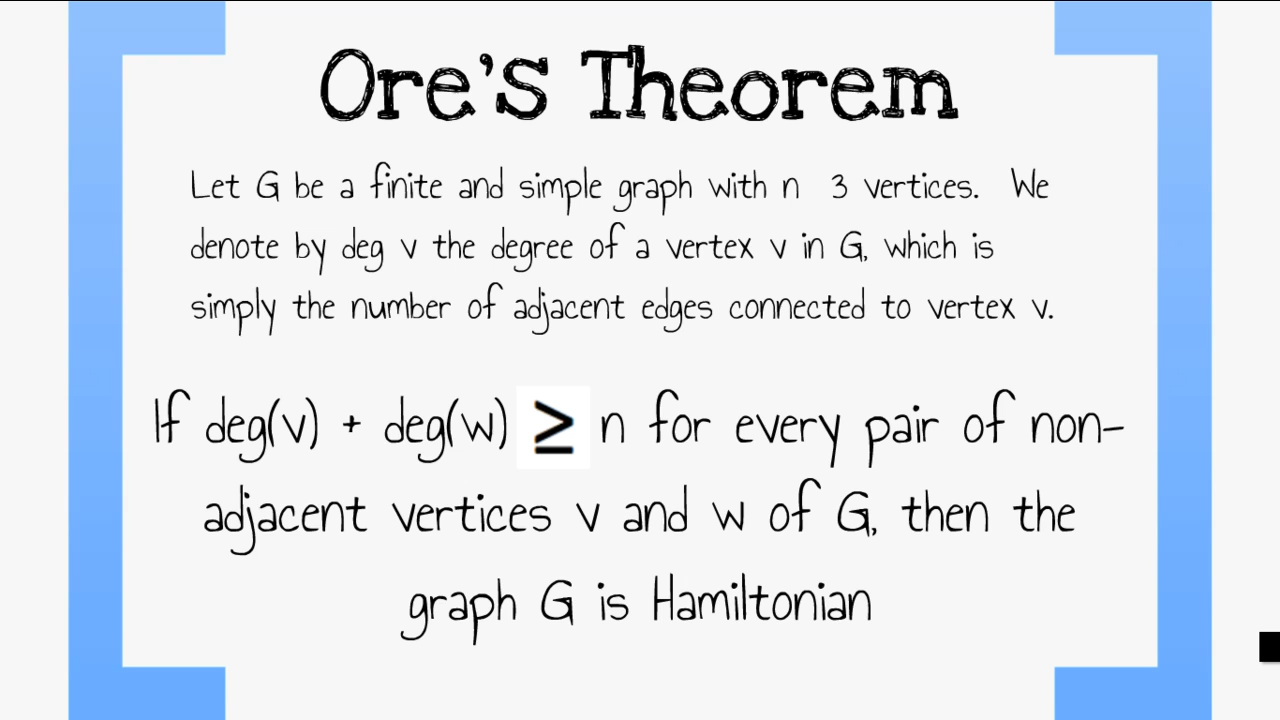 Ore's Theorem
Let G be a finite and simple graph with n 3 vertices. We
denote by deg v the degree of a vertex v in G, which is
simply the number of adjacent edges connected to vertex v.
If deg(v) + deg(w) ≥ n for every pair of non-
adjacent vertices v and w of G, then the
graph G is Hamiltonian